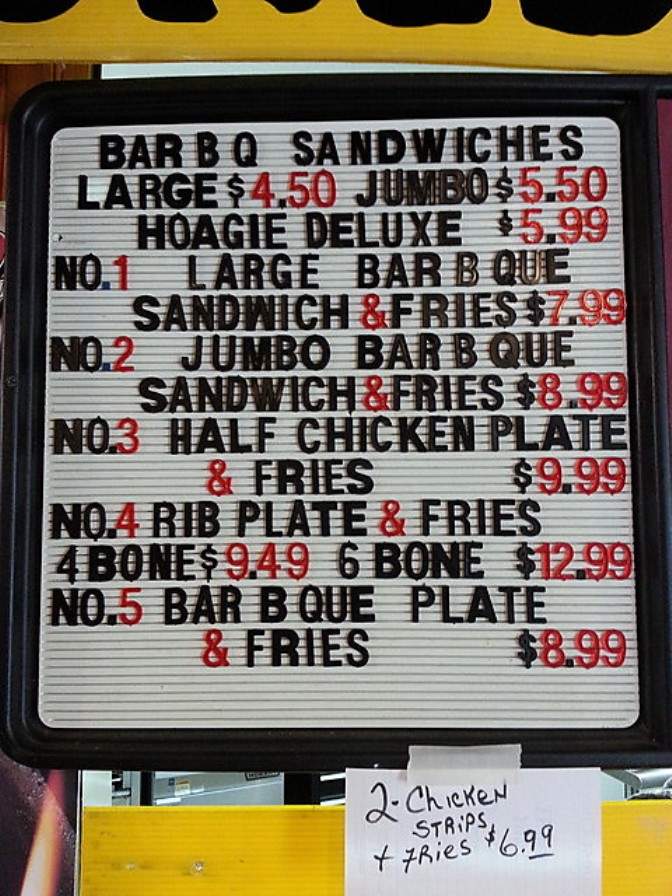 BAR B Q SANDWICHES
LARGE $4.50 JUMBO $5.50
HOAGIE DELUXE $5.99
NO.1 LARGE BAR B QUE
SANDWICH & FRIES $7.99
NO.2 JUMBO BAR B QUE
SANDWICH & FRIES $8.99
NO.3 HALF CHICKEN PLATE
& FRIES $9.99
NO.4 RIB PLATE & FRIES
4 BONE $9.49 6 BONE $12.99
NO.5 BAR B QUE PLATE
& FRIES $8.99
2-Chicken
STRiPS
+ FRies $6.99